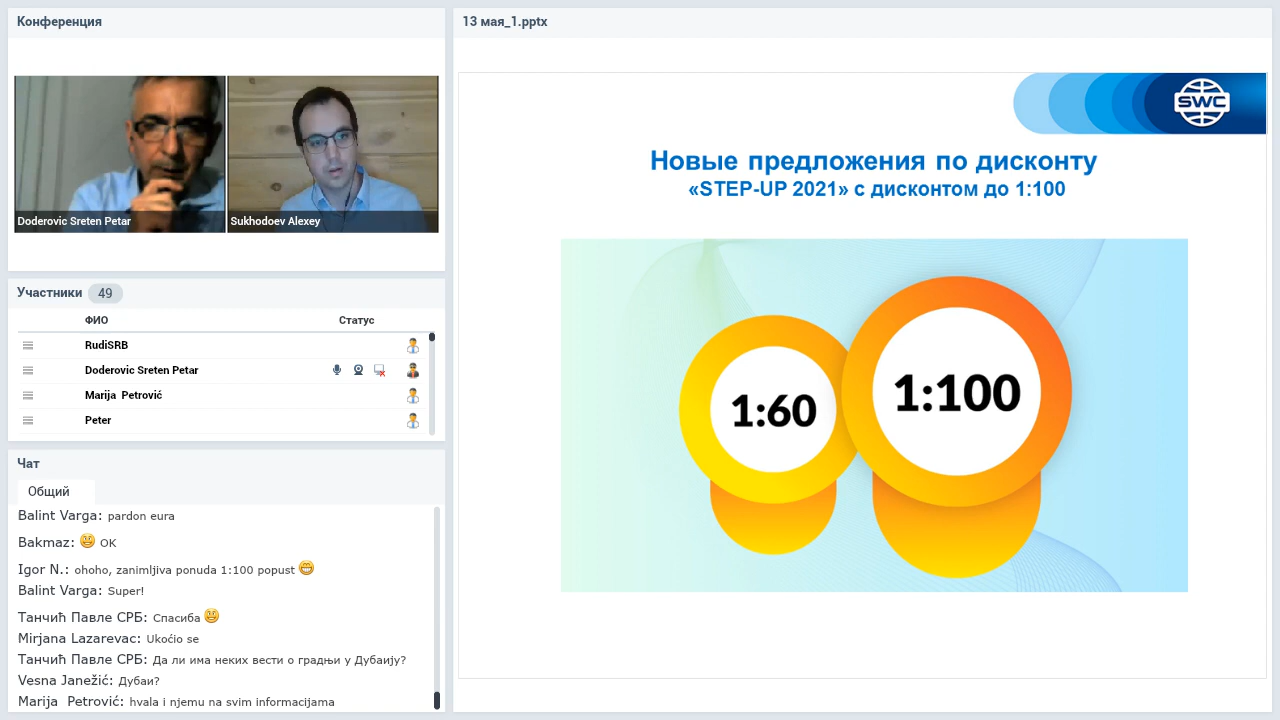 Конференция
Doderovic Sreten Petar
Sukhodoev Alexey
Участники 49
ФИО Статус
RudiSRB
Doderovic Sreten Petar
Marija Petrović
Peter
Чат
Общий
Balint Varga: pardon eura
Bakmaz: OK
Igor N.: ohoho, zanimljiva ponuda 1:100 popust
Balint Varga: Super!
Танчић Павле СРБ: Спасиба
Mirjana Lazarevac: Ukoćio se
Танчић Павле СРБ: Да ли има неких вести о градњи у Дубаију?
Vesna Janežić: Дубаи?
Marija Petrović: hvala i njemu na svim informacijama
13 мая_1.pptx
SWC
Новые предложения по дисконту
«STEP-UP 2021» с дисконтом до 1:100
1:60
1:100